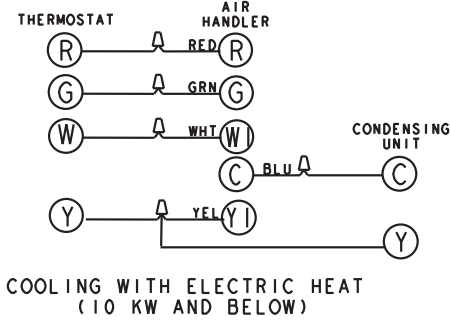 THERMOSTAT
AIR
HANDLER
R RED R
G GRN G
W WHT W1
CONDENSING
UNIT
C BLU C
Y YEL Y1
Y
COOLING WITH ELECTRIC HEAT
(10 KW AND BELOW)